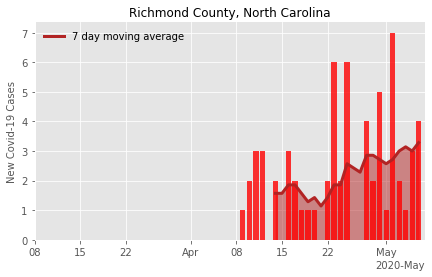 Richmond County, North Carolina
7 day moving average
New Covid-19 Cases
7
6
5
4
3
2
1
0
08 15 22 Apr 08 15 22 May
2020-May